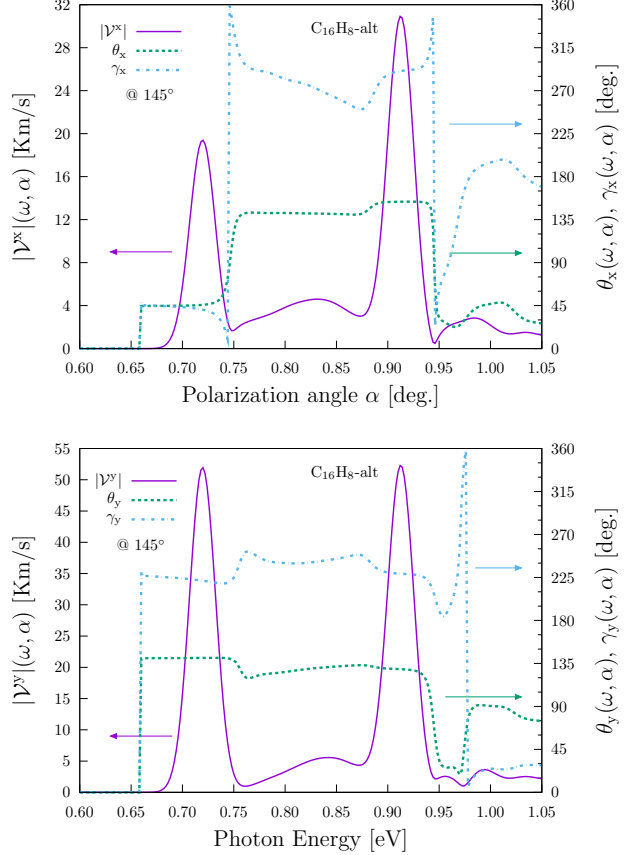 |𝒱ˣ|
θₓ
γₓ
@ 145°
C₁₆H₈-alt
|𝒱ˣ|(ω, α) [Km/s]
0
4
8
12
16
20
24
28
32
θₓ(ω, α), γₓ(ω, α) [deg.]
0
45
90
135
180
225
270
315
360
0.60 0.65 0.70 0.75 0.80 0.85 0.90 0.95 1.00 1.05
Polarization angle α [deg.]
|𝒱ʸ|
θ_y
γ_y
@ 145°
C₁₆H₈-alt
|𝒱ʸ|(ω, α) [Km/s]
0
5
10
15
20
25
30
35
40
45
50
55
θ_y(ω, α), γ_y(ω, α) [deg.]
0
45
90
135
180
225
270
315
360
0.60 0.65 0.70 0.75 0.80 0.85 0.90 0.95 1.00 1.05
Photon Energy [eV]